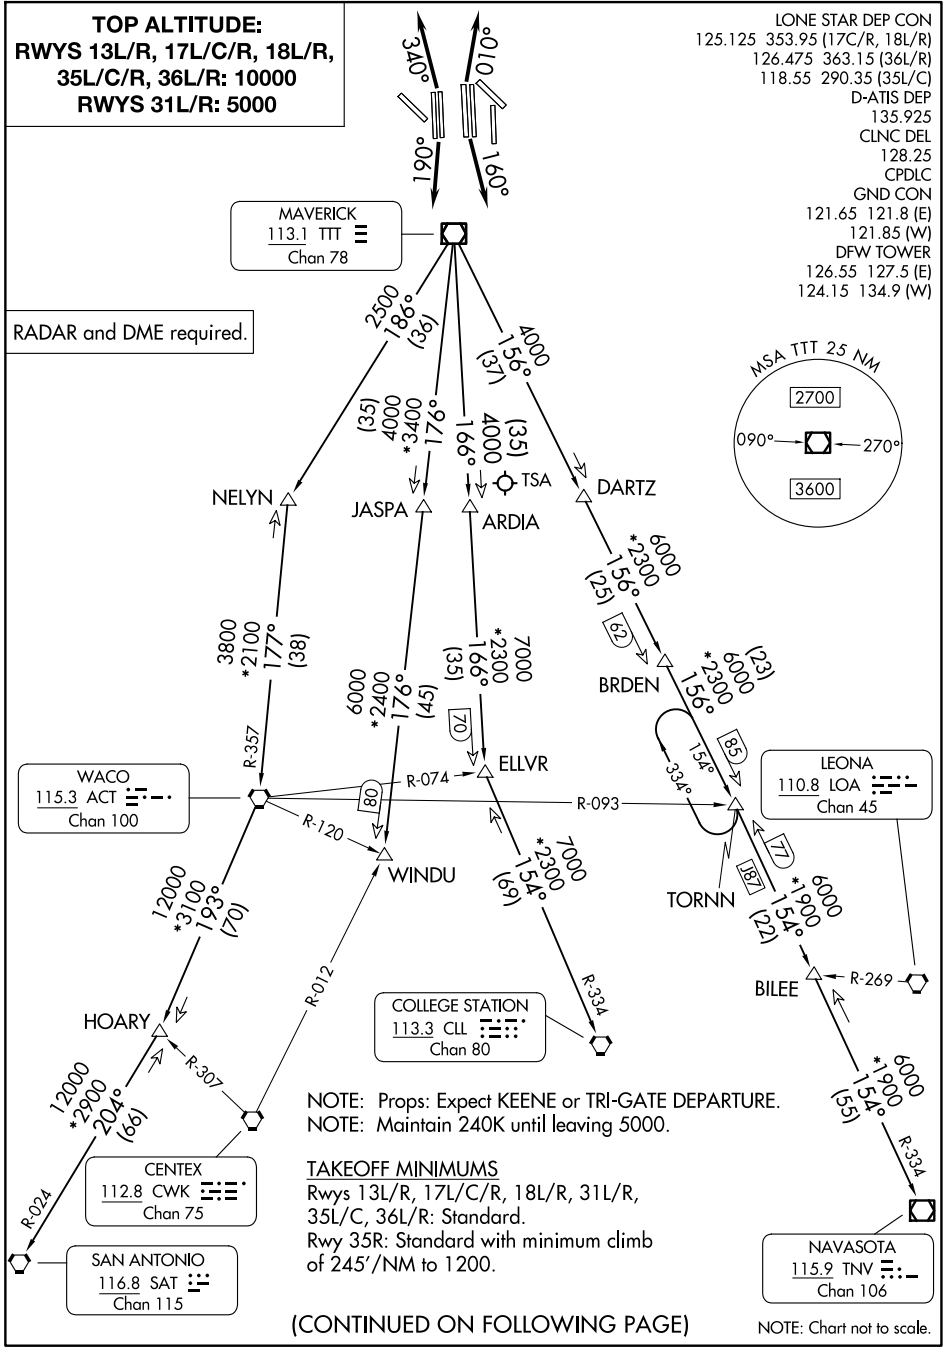 TOP ALTITUDE:
RWYS 13L/R, 17L/C/R, 18L/R,
35L/C/R, 36L/R: 10000
RWYS 31L/R: 5000
340°
010°
190°
160°
LONE STAR DEP CON
125.125 353.95 (17C/R, 18L/R)
126.475 363.15 (36L/R)
118.55 290.35 (35L/C)
D-ATIS DEP
135.925
CLNC DEL
128.25
CPDLC
GND CON
121.65 121.8 (E)
121.85 (W)
DFW TOWER
126.55 127.5 (E)
124.15 134.9 (W)
MAVERICK
113.1 TTT
Chan 78
RADAR and DME required.
2500
186°
(36)
(35)
4000
*3400
176°
(35)
4000
166°
4000
156°
(37)
MSA TTT 25 NM
2700
090°
270°
3600
TSA
NELYN
JASPA
ARDIA
DARTZ
3800
*2100
177°
(38)
6000
*2400
176°
(45)
7000
*2300
166°
(35)
6000
*2300
156°
(25)
62
BRDEN
(23)
6000
*2300
156°
R-357
70
ELLVR
154°
334°
85
WACO
115.3 ACT
Chan 100
R-074
80
R-093
R-120
WINDU
LEONA
110.8 LOA
Chan 45
TORNN
77
J87
6000
*1900
154°
(22)
12000
*3100
193°
(70)
7000
*2300
154°
(69)
R-012
BILEE
R-269
HOARY
R-307
COLLEGE STATION
113.3 CLL
Chan 80
R-334
12000
*2900
204°
(66)
6000
*1900
154°
(55)
R-334
NOTE: Props: Expect KEENE or TRI-GATE DEPARTURE.
NOTE: Maintain 240K until leaving 5000.
CENTEX
112.8 CWK
Chan 75
R-024
TAKEOFF MINIMUMS
Rwys 13L/R, 17L/C/R, 18L/R, 31L/R,
35L/C, 36L/R: Standard.
Rwy 35R: Standard with minimum climb
of 245'/NM to 1200.
SAN ANTONIO
116.8 SAT
Chan 115
NAVASOTA
115.9 TNV
Chan 106
(CONTINUED ON FOLLOWING PAGE)
NOTE: Chart not to scale.